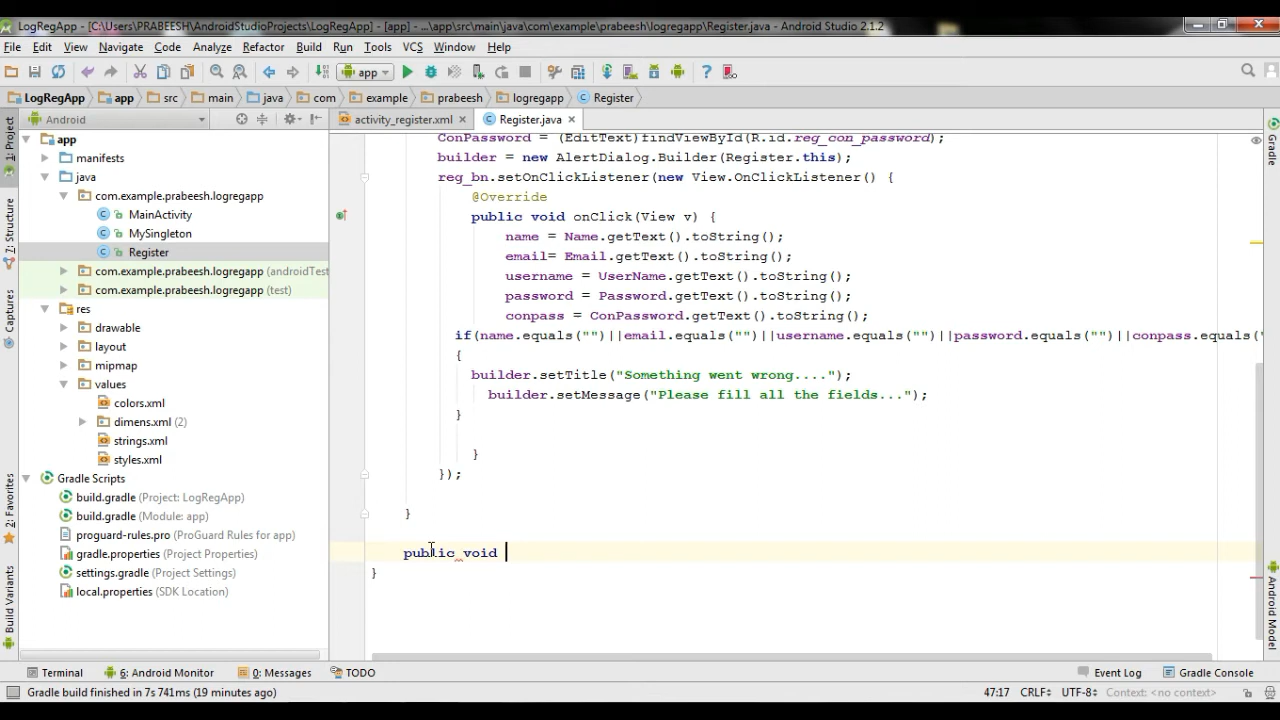 LogRegApp - [C:\Users\PRABEESH\AndroidStudioProjects\LogRegApp] - [app] - ...\app\src\main\java\com\example\prabeesh\logregapp\Register.java - Android Studio 2.1.2
File Edit View Navigate Code Analyze Refactor Build Run Tools VCS Window Help
app
LogRegApp app src main java com example prabeesh logregapp Register
Android
activity_register.xml Register.java
1: Project
7: Structure
Captures
2: Favorites
Build Variants
app
manifests
java
com.example.prabeesh.logregapp
MainActivity
MySingleton
Register
com.example.prabeesh.logregapp (androidTest
com.example.prabeesh.logregapp (test)
res
drawable
layout
mipmap
values
colors.xml
dimens.xml (2)
strings.xml
styles.xml
Gradle Scripts
build.gradle (Project: LogRegApp)
build.gradle (Module: app)
proguard-rules.pro (ProGuard Rules for app)
gradle.properties (Project Properties)
settings.gradle (Project Settings)
local.properties (SDK Location)
ConPassword = (EditText)findViewById(R.id.reg_con_password);
builder = new AlertDialog.Builder(Register.this);
reg_bn.setOnClickListener(new View.OnClickListener() {
@Override
public void onClick(View v) {
name = Name.getText().toString();
email= Email.getText().toString();
username = UserName.getText().toString();
password = Password.getText().toString();
conpass = ConPassword.getText().toString();
if(name.equals("")||email.equals("")||username.equals("")||password.equals("")||conpass.equals("
{
builder.setTitle("Something went wrong....");
builder.setMessage("Please fill all the fields...");
}
}
});
}
public void
}
Gradle
Android Model
Terminal 6: Android Monitor 0: Messages TODO Event Log Gradle Console
Gradle build finished in 7s 741ms (19 minutes ago) 47:17 CRLF UTF-8 Context: <no context>